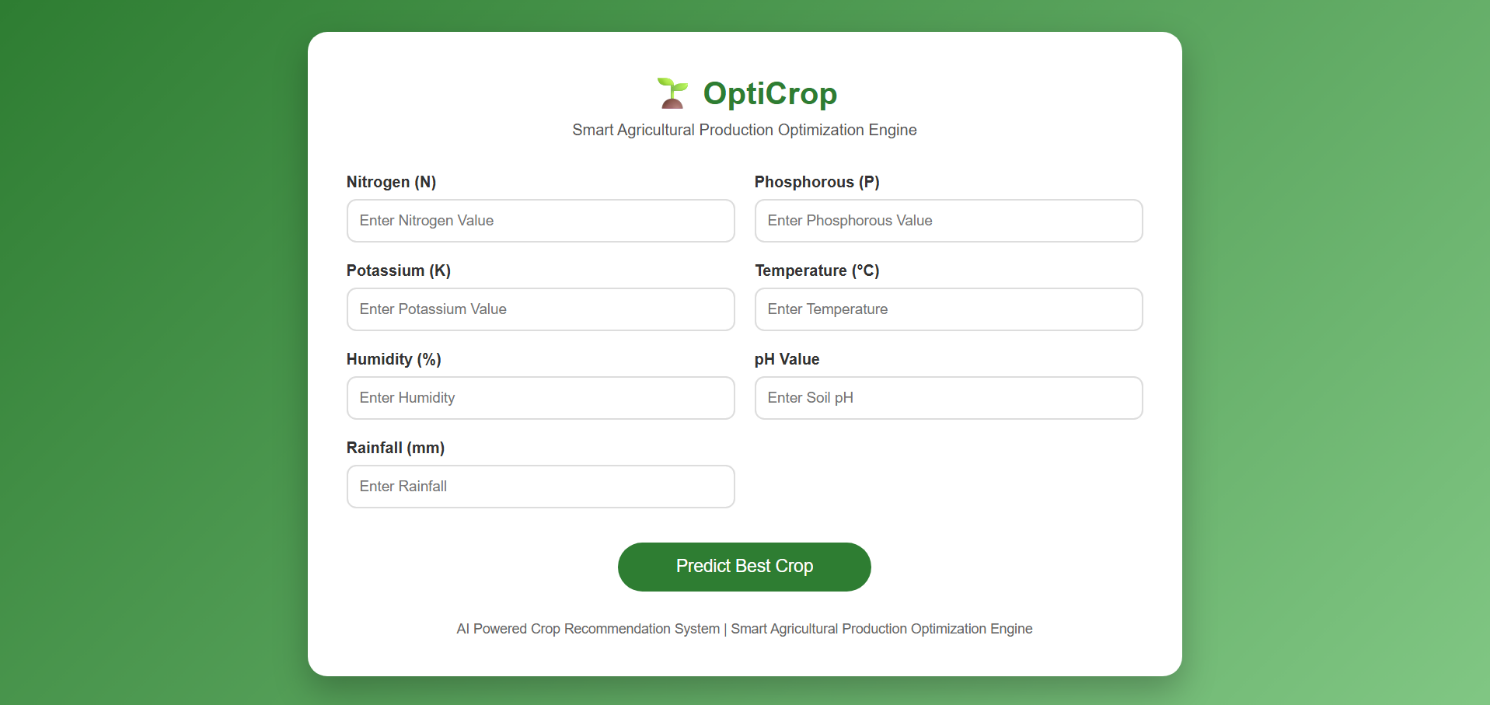 OptiCrop
Smart Agricultural Production Optimization Engine
Nitrogen (N)
Enter Nitrogen Value
Phosphorous (P)
Enter Phosphorous Value
Potassium (K)
Enter Potassium Value
Temperature (°C)
Enter Temperature
Humidity (%)
Enter Humidity
pH Value
Enter Soil pH
Rainfall (mm)
Enter Rainfall
Predict Best Crop
AI Powered Crop Recommendation System | Smart Agricultural Production Optimization Engine